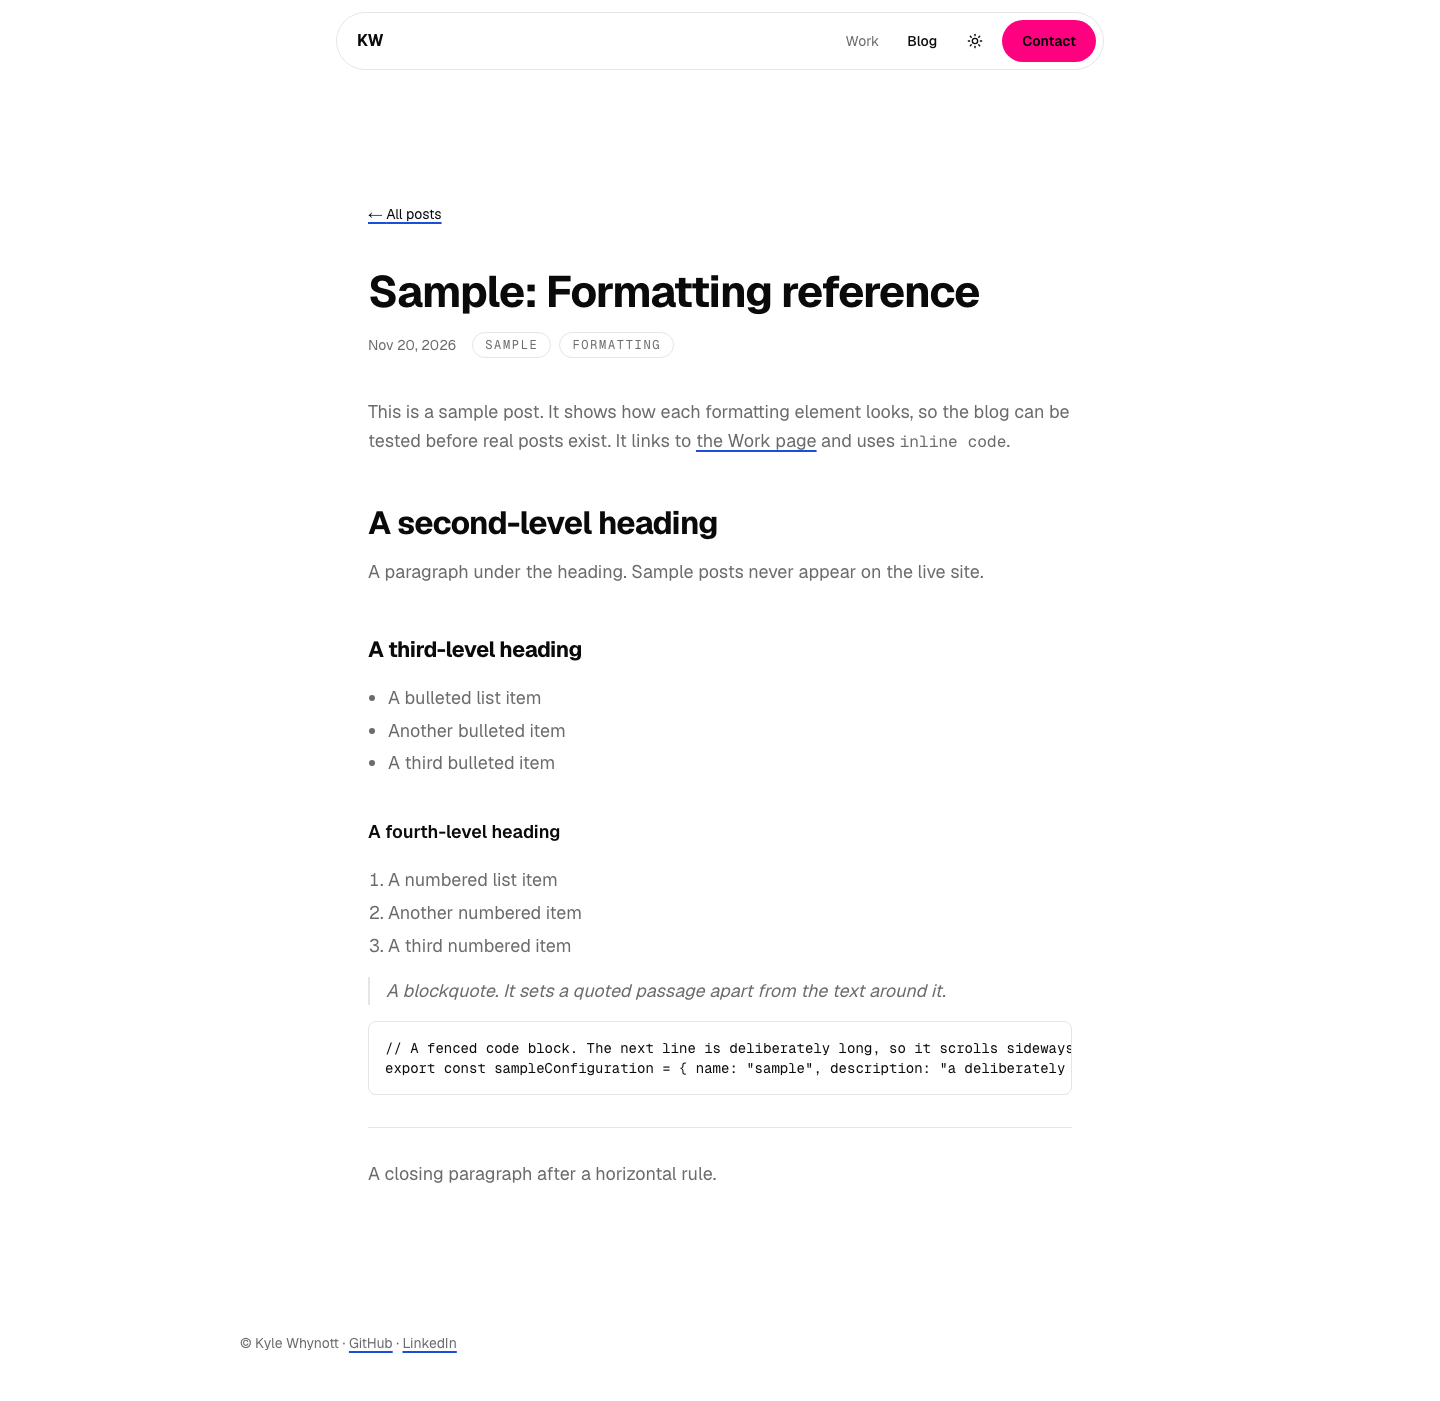 KW
Work
Blog
Contact
← All posts
Sample: Formatting reference
Nov 20, 2026
SAMPLE
FORMATTING
This is a sample post. It shows how each formatting element looks, so the blog can be
tested before real posts exist. It links to the Work page and uses inline code.
A second-level heading
A paragraph under the heading. Sample posts never appear on the live site.
A third-level heading
• A bulleted list item
• Another bulleted item
• A third bulleted item
A fourth-level heading
1. A numbered list item
2. Another numbered item
3. A third numbered item
A blockquote. It sets a quoted passage apart from the text around it.
// A fenced code block. The next line is deliberately long, so it scrolls sideways
export const sampleConfiguration = { name: "sample", description: "a deliberately
A closing paragraph after a horizontal rule.
© Kyle Whynott · GitHub · LinkedIn